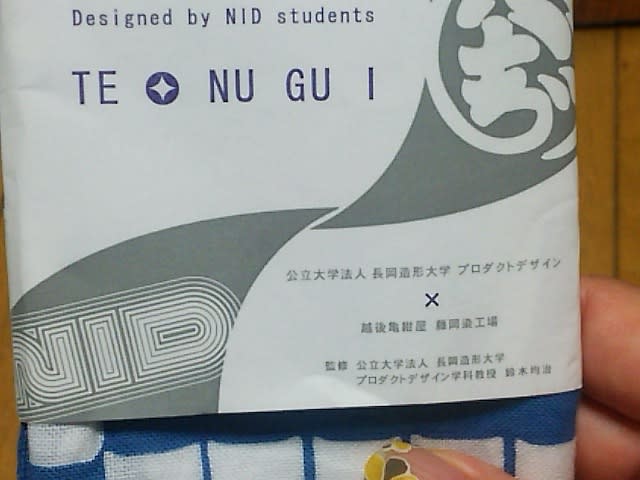 Designed by NID students
TE NU GU I
公立大学法人 長岡造形大学 プロダクトデザイン
×
越後亀紺屋 藤岡染工場
監修 公立大学法人 長岡造形大学
プロダクトデザイン学科教授 鈴木均治
NID